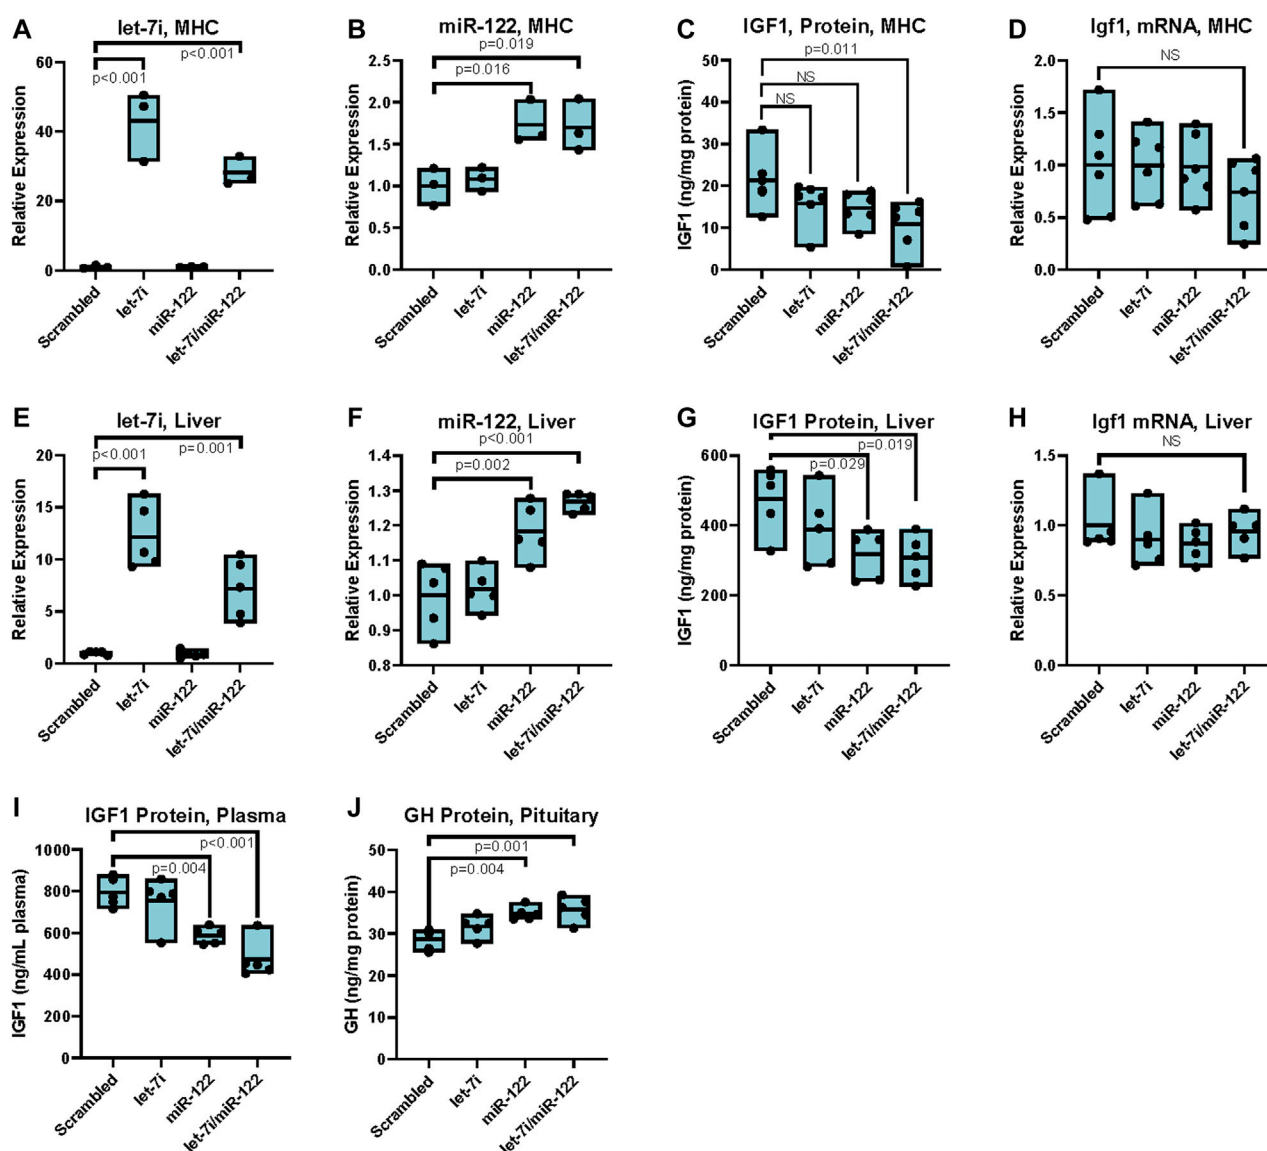 A
let-7i, MHC
p<0.001
p<0.001
Relative Expression
60
40
20
0
Scrambled
let-7i
miR-122
let-7i/miR-122
B
miR-122, MHC
p=0.019
p=0.016
Relative Expression
2.5
2.0
1.5
1.0
0.5
0.0
Scrambled
let-7i
miR-122
let-7i/miR-122
C
IGF1, Protein, MHC
p=0.011
NS
NS
IGF1 (ng/mg protein)
50
40
30
20
10
0
Scrambled
let-7i
miR-122
let-7i/miR-122
D
Igf1, mRNA, MHC
NS
Relative Expression
2.0
1.5
1.0
0.5
0.0
Scrambled
let-7i
miR-122
let-7i/miR-122
E
let-7i, Liver
p<0.001
p=0.001
Relative Expression
20
15
10
5
0
Scrambled
let-7i
miR-122
let-7i/miR-122
F
miR-122, Liver
p<0.001
p=0.002
Relative Expression
1.4
1.3
1.2
1.1
1.0
0.9
0.8
Scrambled
let-7i
miR-122
let-7i/miR-122
G
IGF1 Protein, Liver
p=0.019
p=0.029
IGF1 (ng/mg protein)
600
400
200
0
Scrambled
let-7i
miR-122
let-7i/miR-122
H
Igf1 mRNA, Liver
NS
Relative Expression
1.5
1.0
0.5
0.0
Scrambled
let-7i
miR-122
let-7i/miR-122
I
IGF1 Protein, Plasma
p<0.001
p=0.004
IGF1 (ng/mL plasma)
1000
800
600
400
200
0
Scrambled
let-7i
miR-122
let-7i/miR-122
J
GH Protein, Pituitary
p=0.001
p=0.004
GH (ng/mg protein)
50
40
30
20
10
0
Scrambled
let-7i
miR-122
let-7i/miR-122